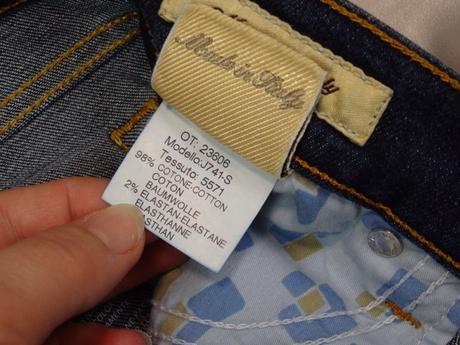 Made in Italy
OT: 23606
Modello:J741-S
Tessuto: 5571
98% COTONE-COTTON
COTON
BAUMWOLLE
2% ELASTAN-ELASTANE
ELASTHANNE
ELASTHAN